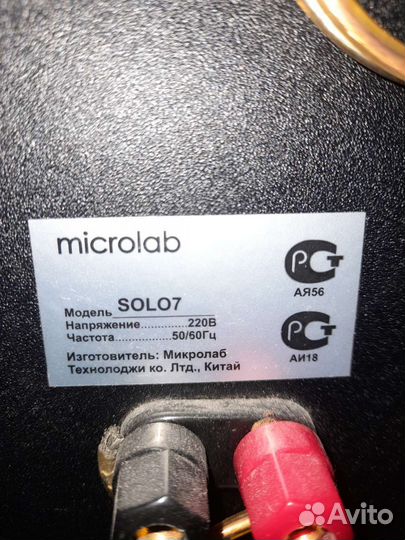 microlab
Модель SOLO7
Напряжение..............220В
Частота....................50/60Гц
Изготовитель: Микролаб
Технолоджи ко. Лтд., Китай
РСТ
АЯ56
РСТ
АИ18
Avito